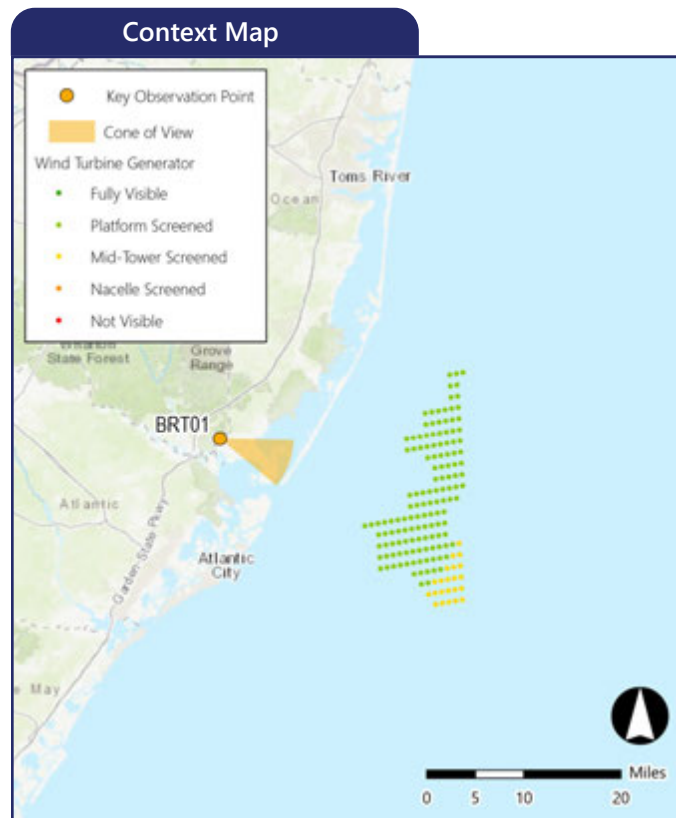 Context Map
Key Observation Point
Cone of View
Wind Turbine Generator
Fully Visible
Platform Screened
Mid-Tower Screened
Nacelle Screened
Not Visible
Toms River
Ocean
State Forest
Grove
Range
BRT01
Atlantic
Garden State Pkwy
Atlantic
City
May
Miles
0 5 10 20